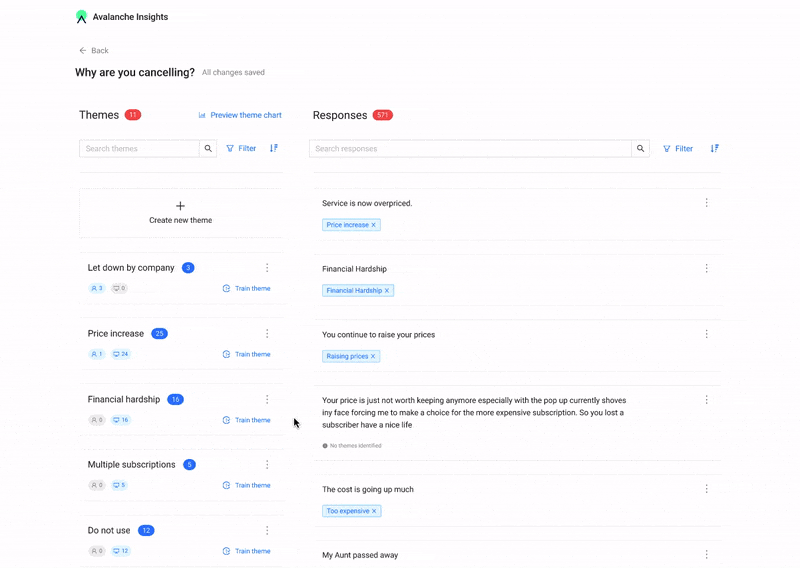 Avalanche Insights
Back
Why are you cancelling? All changes saved
Themes 11 Preview theme chart
Search themes Filter
Create new theme
Let down by company 3
3 0 Train theme
Price increase 25
1 24 Train theme
Financial hardship 16
0 16 Train theme
Multiple subscriptions 5
0 5 Train theme
Do not use 12
0 12 Train theme
Responses 571
Search responses Filter
Service is now overpriced.
Price increase ×
Financial Hardship
Financial Hardship ×
You continue to raise your prices
Raising prices ×
Your price is just not worth keeping anymore especially with the pop up currently shoves
iny face forcing me to make a choice for the more expensive subscription. So you lost a
subscriber have a nice life
No themes identified
The cost is going up much
Too expensive ×
My Aunt passed away